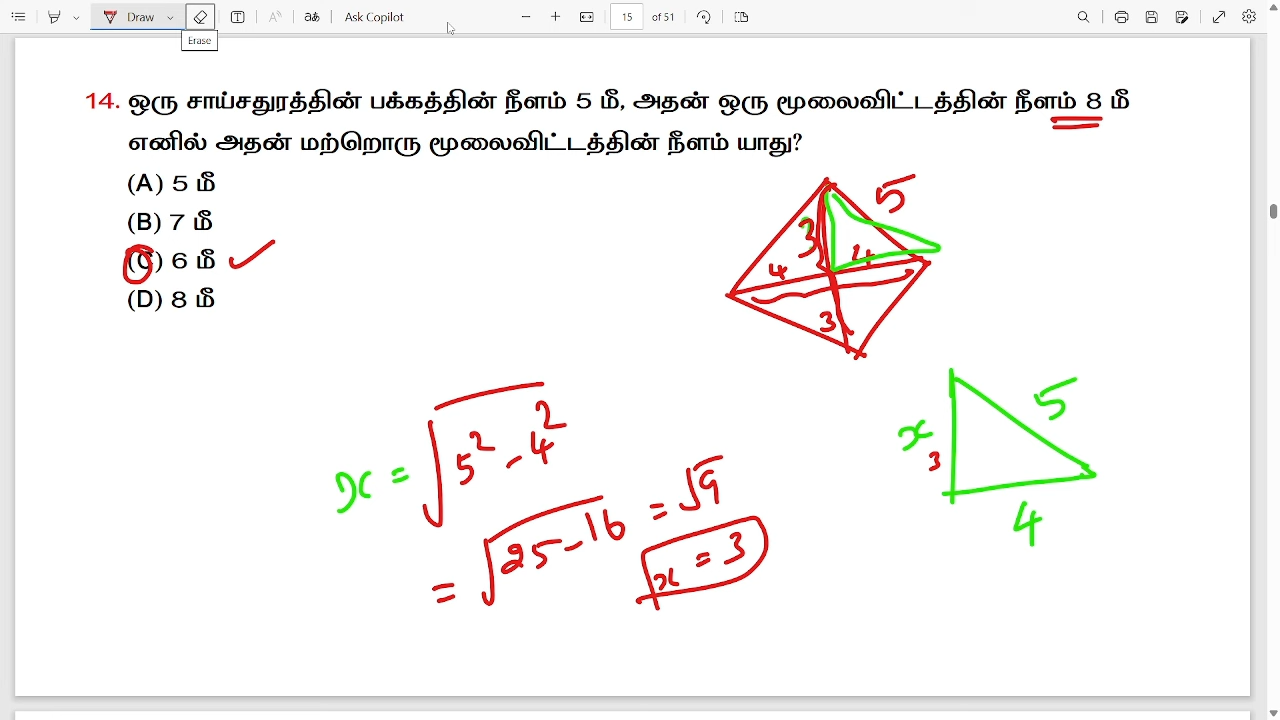 Draw
Ask Copilot
15 of 51
Erase
14. ஒரு சாய்சதுரத்தின் பக்கத்தின் நீளம் 5 மீ, அதன் ஒரு மூலைவிட்டத்தின் நீளம் 8 மீ
எனில் அதன் மற்றொரு மூலைவிட்டத்தின் நீளம் யாது?
(A) 5 மீ
(B) 7 மீ
(C) 6 மீ
(D) 8 மீ
5
3
4 4
3
x = √5² - 4²
= √25 - 16 = √9
x = 3
5
x
3
4